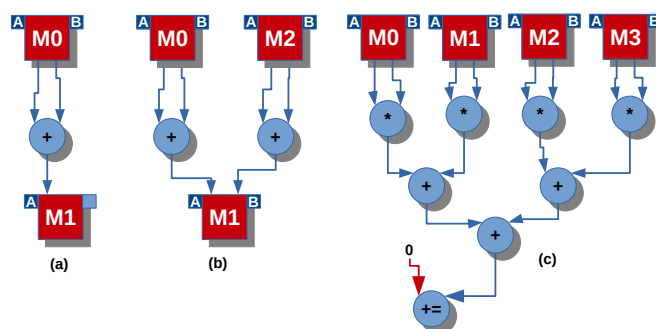 A M0 B
A M0 B
A M2 B
A M0 B
A M1 B
A M2 B
A M3 B
+
+
+
*
*
*
*
+
+
A M1
A M1 B
+
(a)
(b)
0
(c)
+=